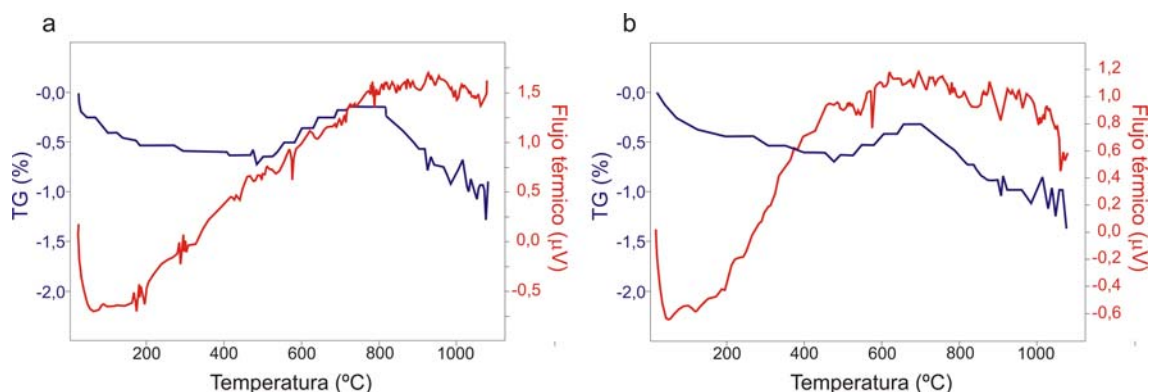 a
TG (%)
-0,0
-0,5
-1,0
-1,5
-2,0
1,5
1,0
0,5
0,0
-0,5
Flujo térmico (µV)
200 400 600 800 1000
Temperatura (ºC)
b
TG (%)
-0,0
-0,5
-1,0
-1,5
-2,0
1,2
1,0
0,8
0,6
0,4
0,2
0,0
-0,2
-0,4
-0,6
Flujo térmico (µV)
200 400 600 800 1000
Temperatura (ºC)